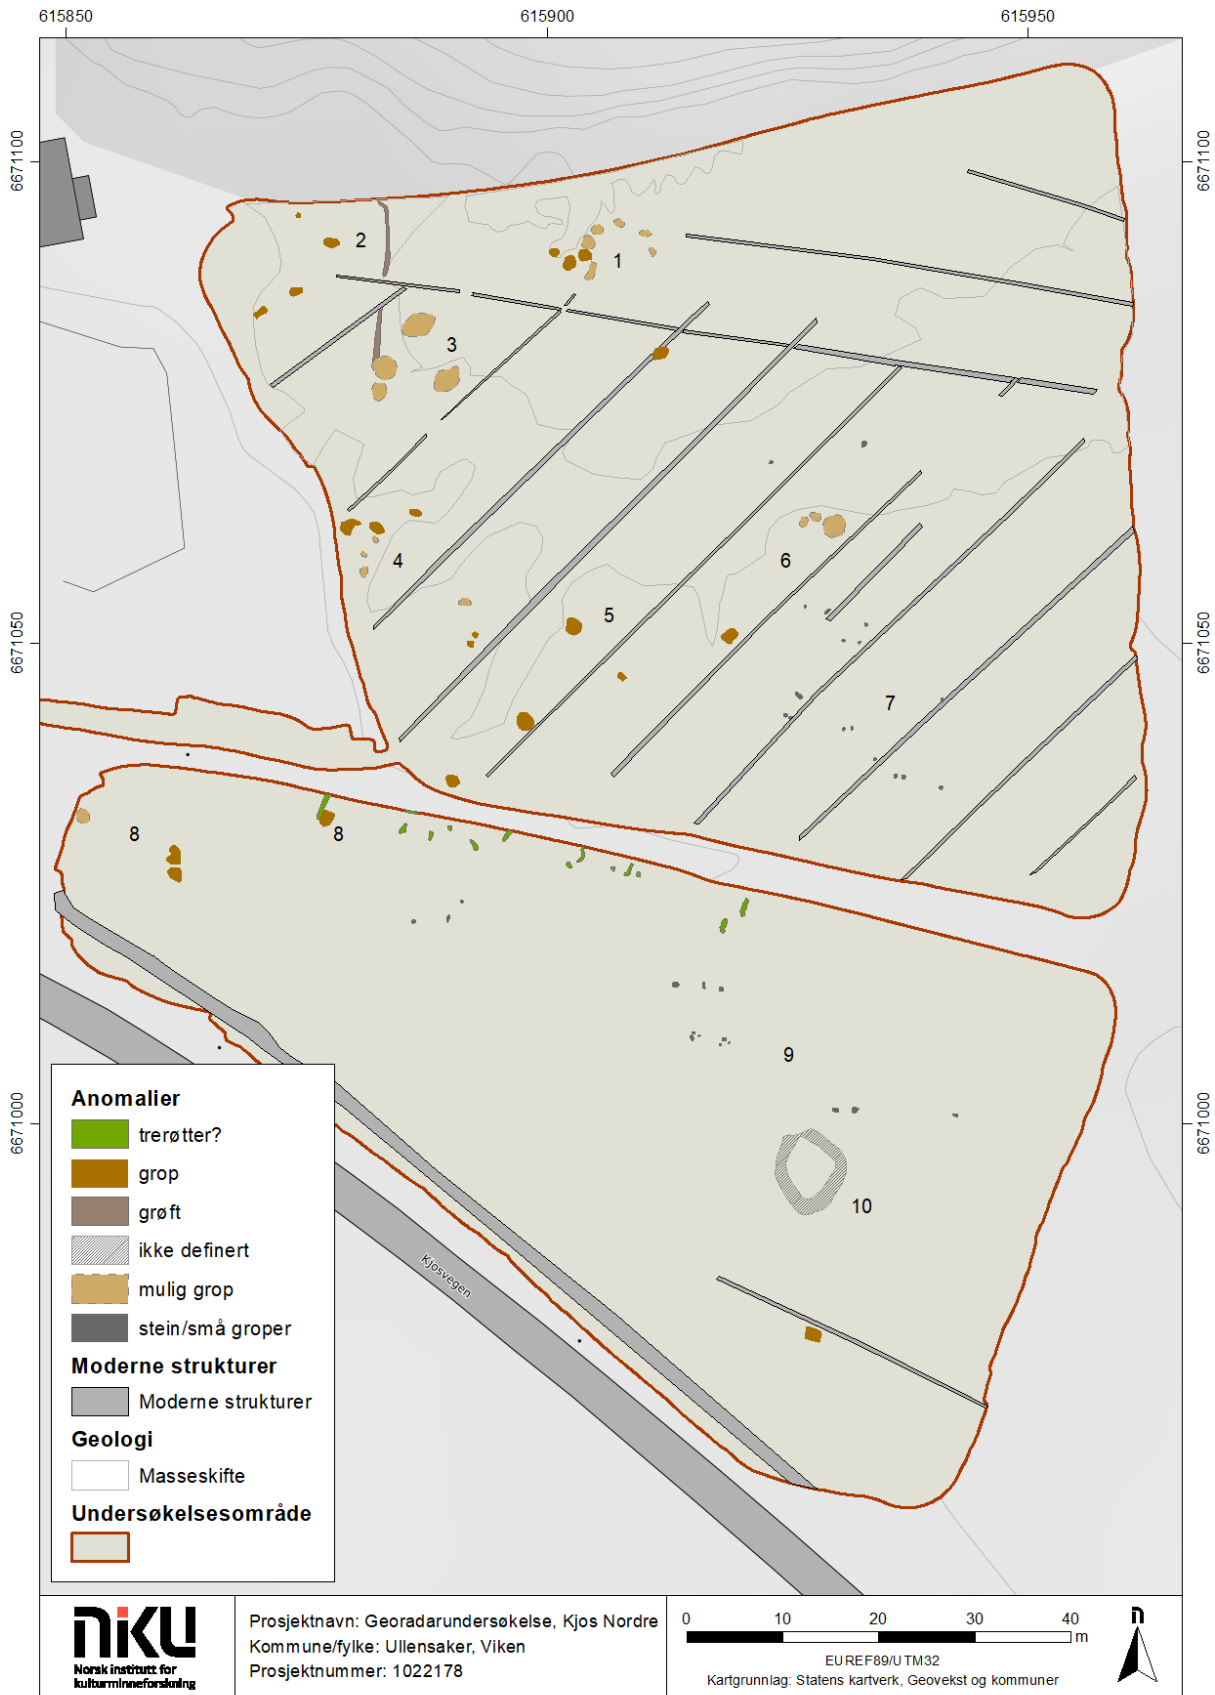 615850 615900 615950
6671100 6671100
2
1
3
4
6
5
6671050 6671050
7
8 8
9
6671000 6671000
10
Kjosvegen
Anomalier
trerøtter?
grop
grøft
ikke definert
mulig grop
stein/små groper
Moderne strukturer
Moderne strukturer
Geologi
Masseskifte
Undersøkelsesområde
niku
Norsk institutt for
kulturminneforskning
Prosjektnavn: Georadarundersøkelse, Kjos Nordre
Kommune/fylke: Ullensaker, Viken
Prosjektnummer: 1022178
0 10 20 30 40
m
EUREF89/UTM32
Kartgrunnlag: Statens kartverk, Geovekst og kommuner
n